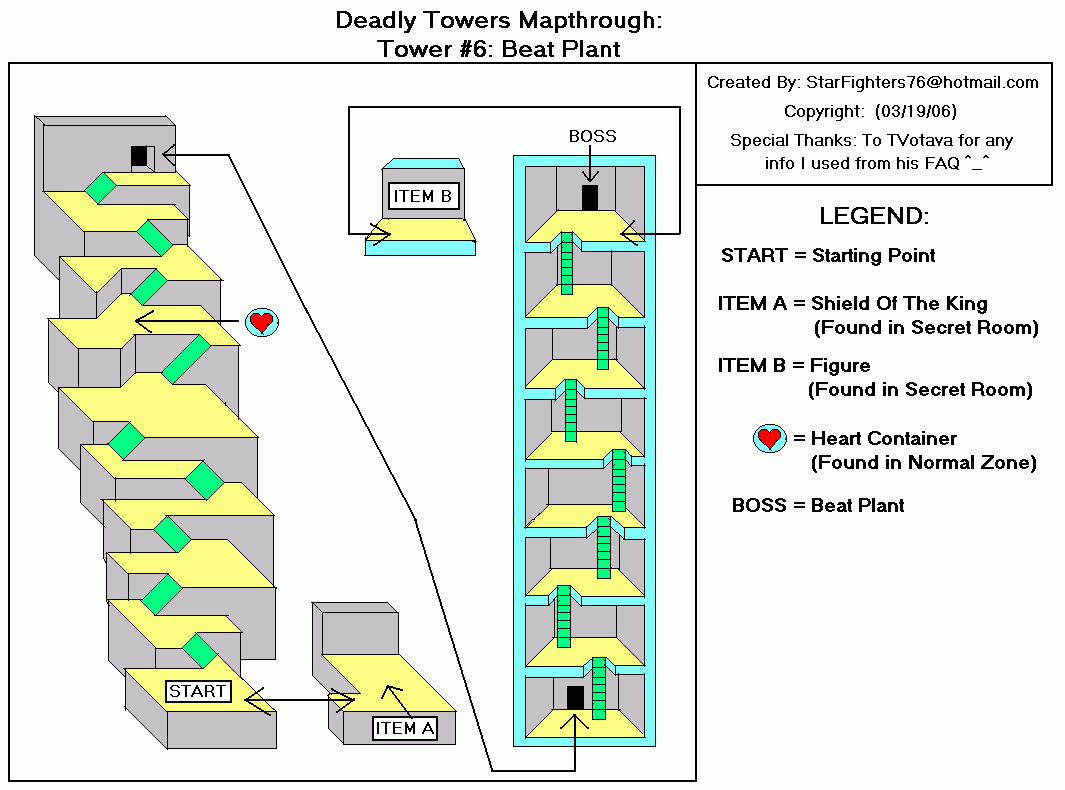 Deadly Towers Mapthrough:
Tower #6: Beat Plant
Created By: StarFighters76@hotmail.com
Copyright: (03/19/06)
Special Thanks: To TVotava for any
info I used from his FAQ ^_^
BOSS
ITEM B
LEGEND:
START = Starting Point
ITEM A = Shield Of The King
(Found in Secret Room)
ITEM B = Figure
(Found in Secret Room)
= Heart Container
(Found in Normal Zone)
BOSS = Beat Plant
START
ITEM A